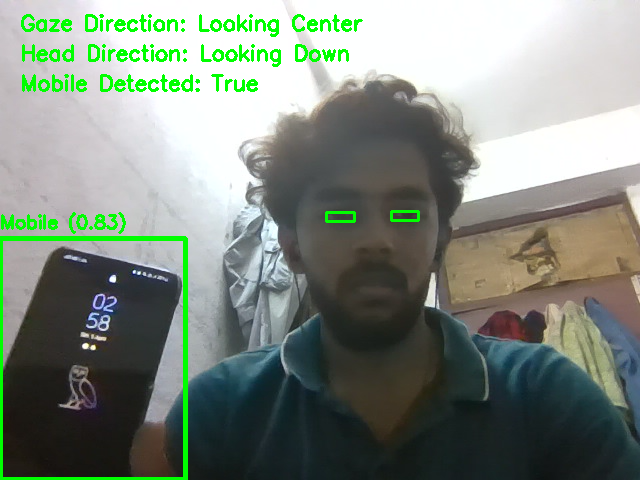 Gaze Direction: Looking Center
Head Direction: Looking Down
Mobile Detected: True
Mobile (0.83)
02
58